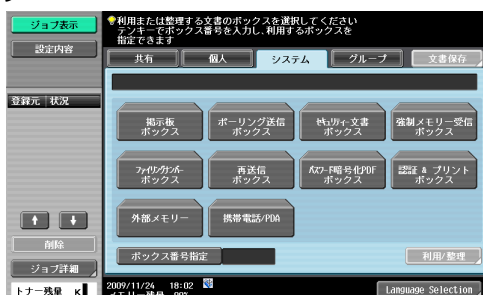 ジョブ表示
設定内容
登録元 状況
削除
ジョブ詳細
トナー残量 K
利用または整理する文書のボックスを選択してください
テンキーでボックス番号を入力し、利用するボックスを
指定できます
共有 個人 システム グループ 文書保存
掲示板
ボックス
ポーリング送信
ボックス
セキュリティー文書
ボックス
強制メモリー受信
ボックス
ファイリングナンバー
ボックス
再送信
ボックス
パスワード暗号化PDF
ボックス
認証 & プリント
ボックス
外部メモリー
携帯電話/PDA
ボックス番号指定
利用/整理
2009/11/24 18:02
メモリー残量 99%
Language Selection